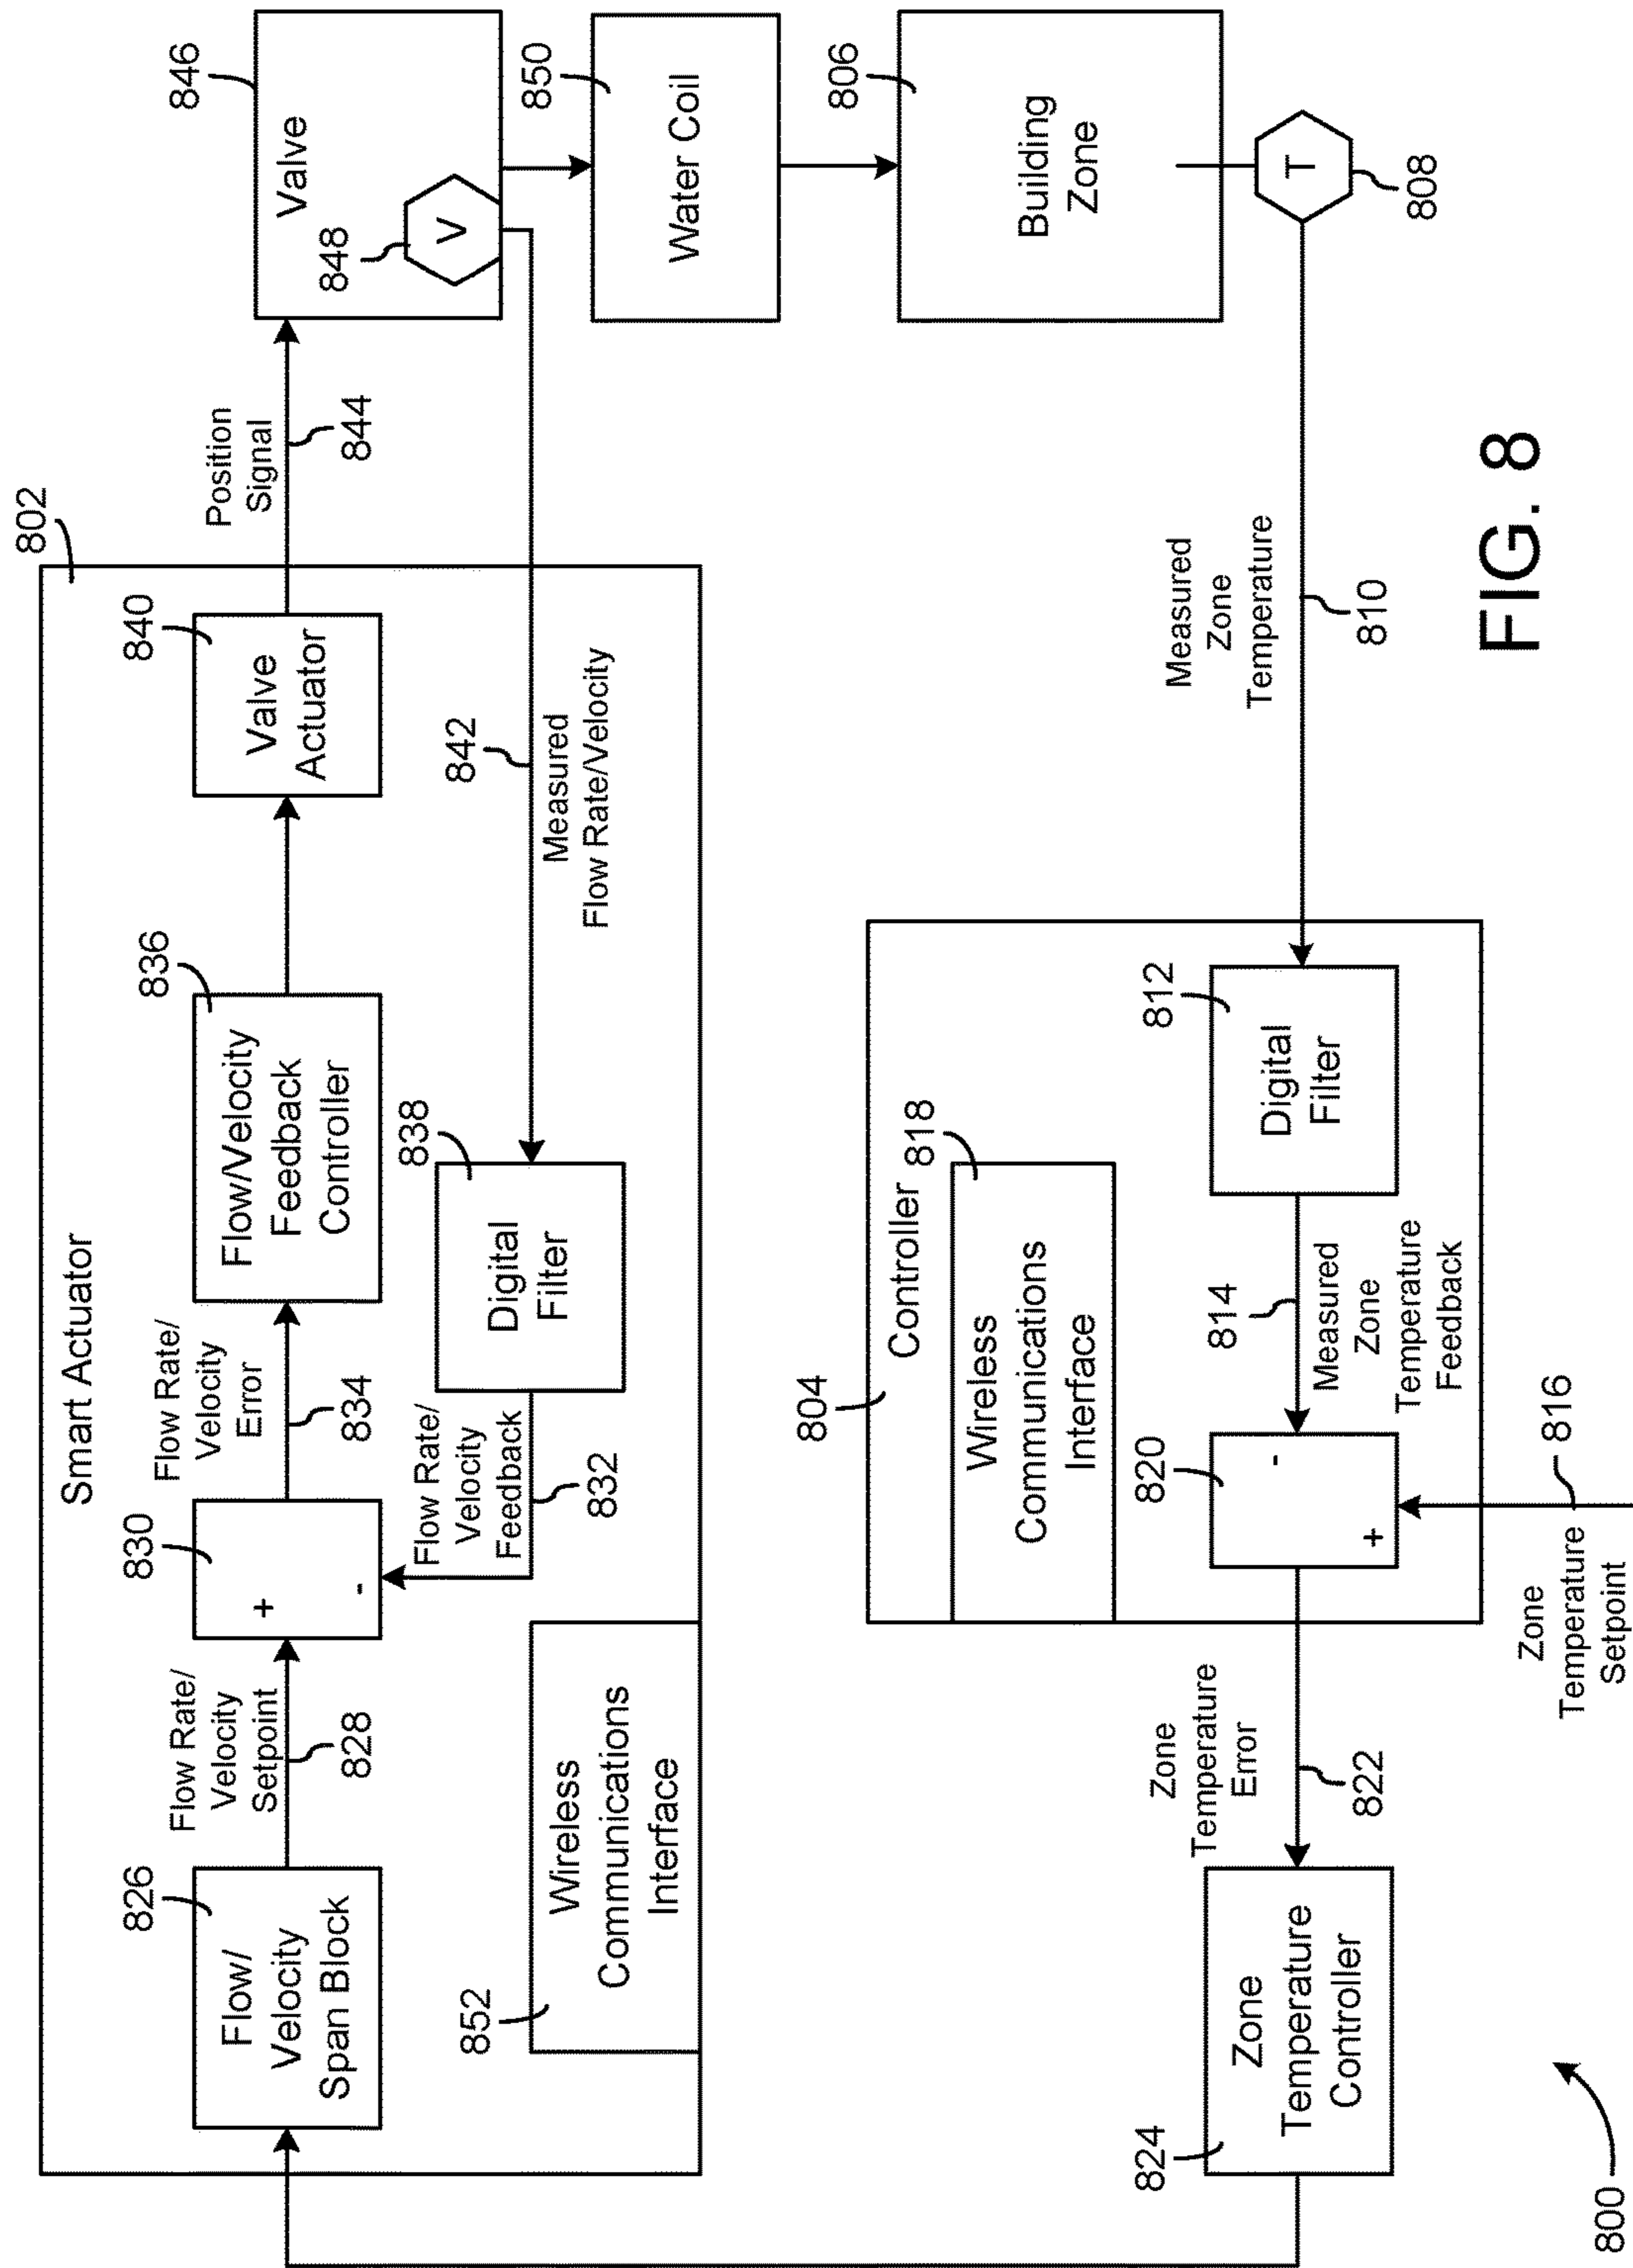 802
Smart Actuator
826
Flow/
Velocity
Span Block
Flow Rate/
Velocity
Setpoint
828
830
+
-
Flow Rate/
Velocity
Error
834
836
Flow/Velocity
Feedback
Controller
840
Valve
Actuator
Position
Signal
844
846
Valve
848
V
852
Wireless
Communications
Interface
Flow Rate/
Velocity
Feedback
832
838
Digital
Filter
842
Measured
Flow Rate/Velocity
850
Water Coil
806
Building
Zone
T
808
804
Controller
818
Wireless
Communications
Interface
824
Zone
Temperature
Controller
Zone
Temperature
Error
822
820
-
+
814
Measured
Zone
Temperature
Feedback
812
Digital
Filter
Measured
Zone
Temperature
810
Zone
Temperature
Setpoint
816
800
FIG. 8